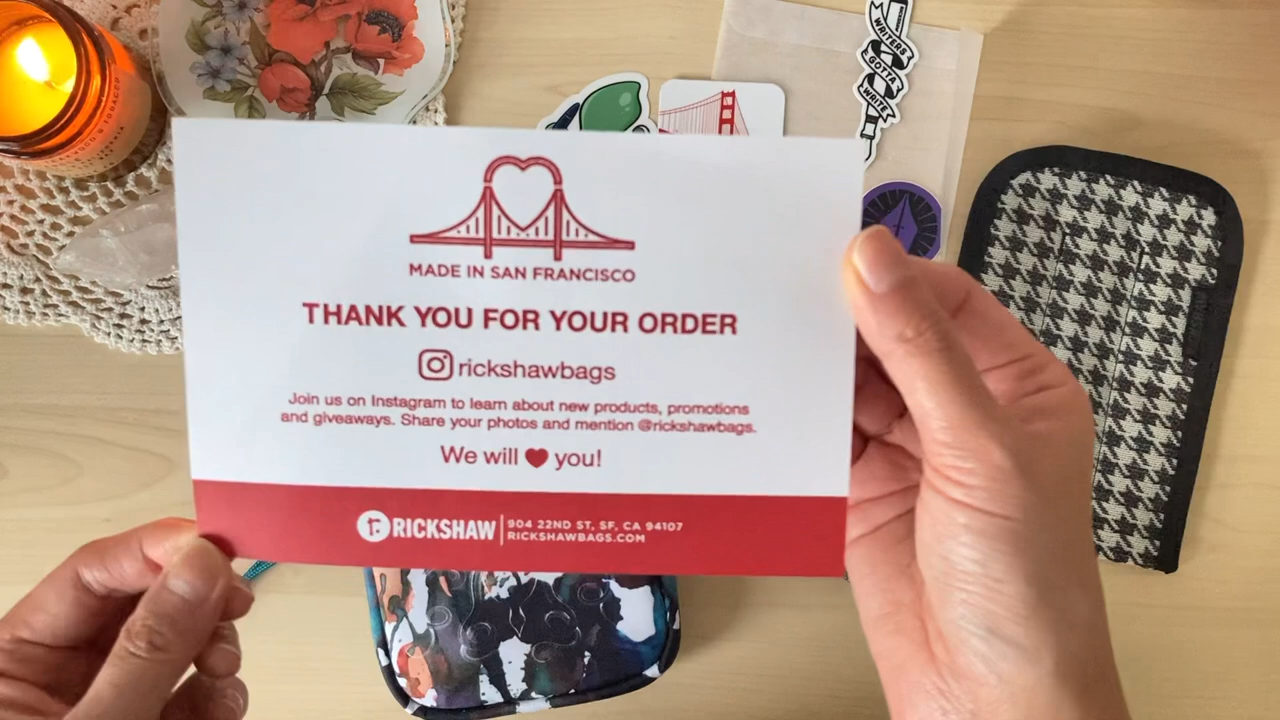 WRITERS
GOTTA
WRITE
MADE IN SAN FRANCISCO
THANK YOU FOR YOUR ORDER
rickshawbags
Join us on Instagram to learn about new products, promotions
and giveaways. Share your photos and mention @rickshawbags.
We will ❤ you!
r RICKSHAW
904 22ND ST, SF, CA 94107
RICKSHAWBAGS.COM